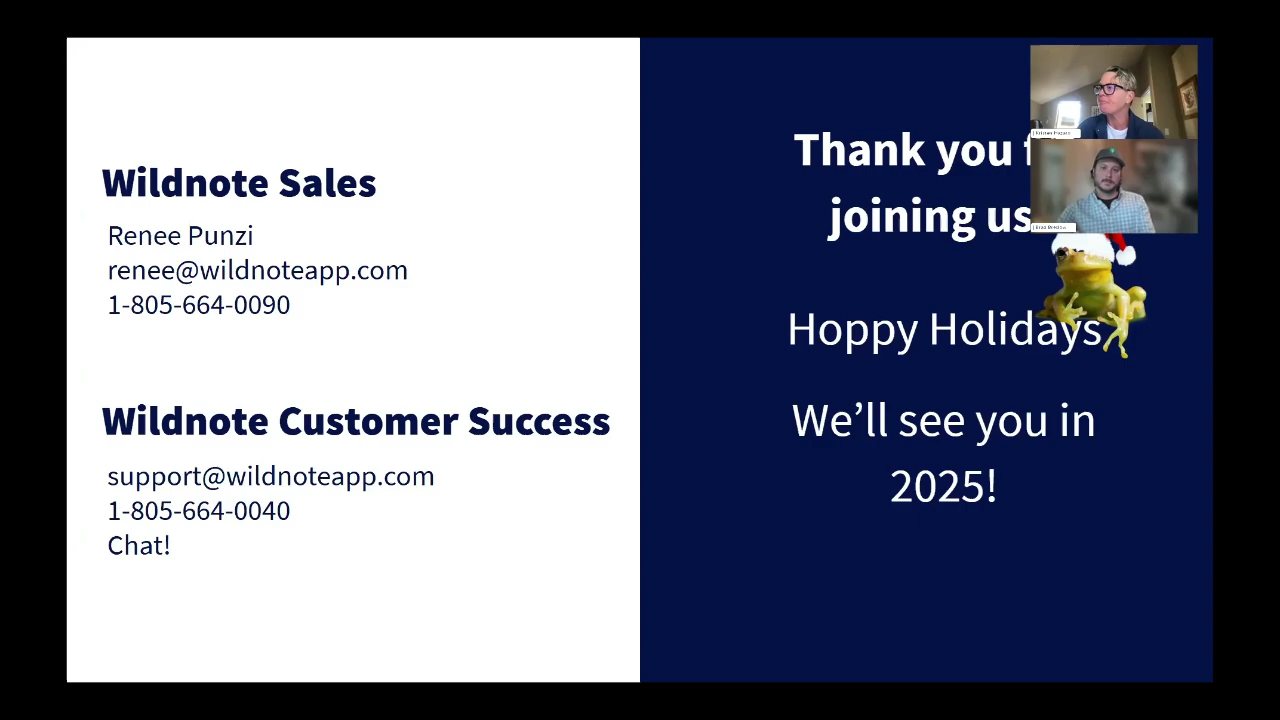 Wildnote Sales
Renee Punzi
renee@wildnoteapp.com
1-805-664-0090
Wildnote Customer Success
support@wildnoteapp.com
1-805-664-0040
Chat!
Thank you
joining us
Hoppy Holidays
We'll see you in
2025!